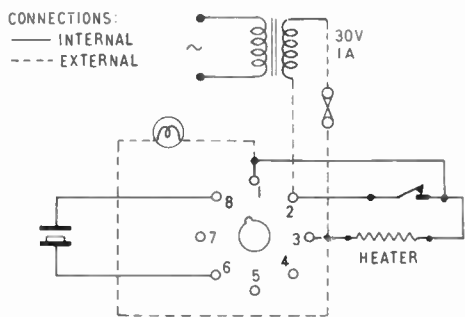 CONNECTIONS:
INTERNAL
EXTERNAL
~
30V
1A
1
8
2
7
3
6
4
5
HEATER